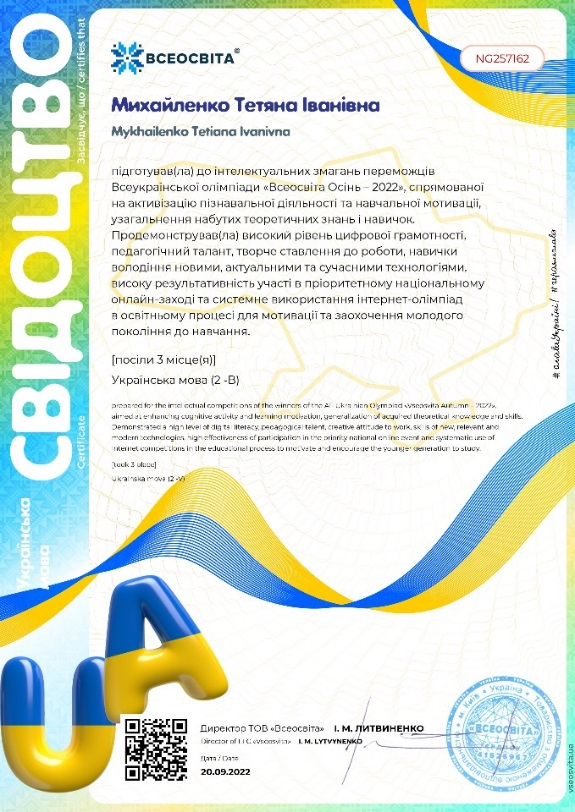 СВІДОЦТВО
Засвідчує, що / certifies that
Certificate
Українська
мова
ВСЕОСВІТА®
NG257162
Михайленко Тетяна Іванівна
Mykhailenko Tetiana Ivanivna
підготував(ла) до інтелектуальних змагань переможців
Всеукраїнської олімпіади «Всеосвіта Осінь – 2022», спрямованої
на активізацію пізнавальної діяльності та навчальної мотивації,
узагальнення набутих теоретичних знань і навичок.
Продемонстрував(ла) високий рівень цифрової грамотності,
педагогічний талант, творче ставлення до роботи, навички
володіння новими, актуальними та сучасними технологіями,
високу результативність участі в пріоритетному національному
онлайн-заході та системне використання інтернет-олімпіад
в освітньому процесі для мотивації та заохочення молодого
покоління до навчання.
[посіли 3 місце(я)]
Українська мова (2 -В)
prepared for the intellectual competitions of the winners of the All-Ukrainian Olympiad «Vseosvita Autumn – 2022»,
aimed at enhancing cognitive activity and learning motivation, generalization of acquired theoretical knowledge and skills.
Demonstrated a high level of digital literacy, pedagogical talent, creative attitude to work, skills of new, relevant and
modern technologies, high effectiveness of participation in the priority national online event and systematic use of
Internet competitions in the educational process to motivate and encourage the younger generation to study.
[took 3 place]
Ukrainska mova (2 -V)
#славаУкраїні! #героямслава
UA
Директор ТОВ «Всеосвіта» І. М. ЛИТВИНЕНКО
Director of LLC «Vseosvita» I. M. LYTVYNENKO
Дата / Date
20.09.2022
Україна
м. Київ
«ВСЕОСВІТА»
vseosvita.ua